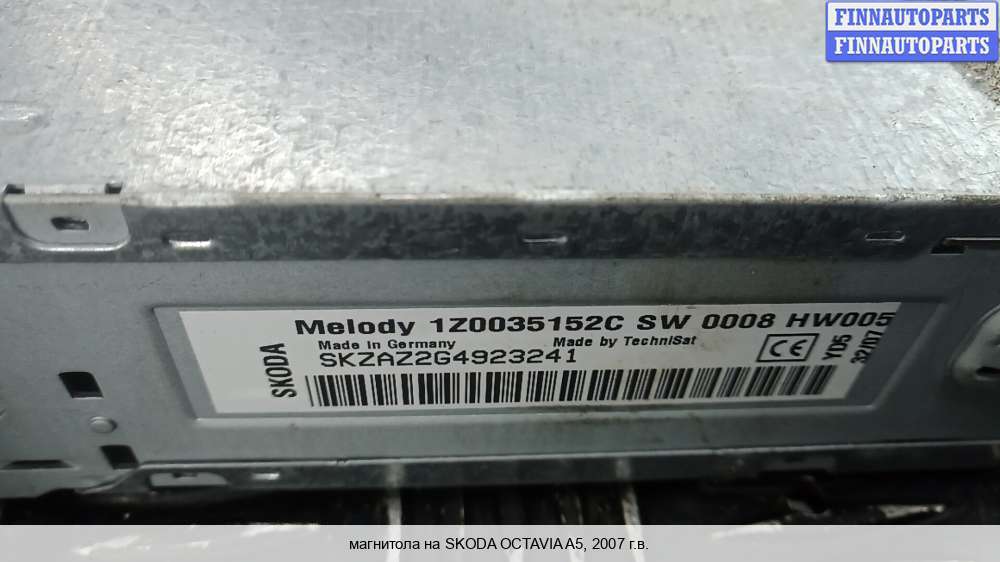 FINNAUTOPARTS
FINNAUTOPARTS
Melody 1Z0035152C SW 0008 HW005
Made in Germany Made by TechniSat
SKZAZ2G4923241
SKODA
CE
Y05
32/07
магнитола на SKODA OCTAVIA A5, 2007 г.в.